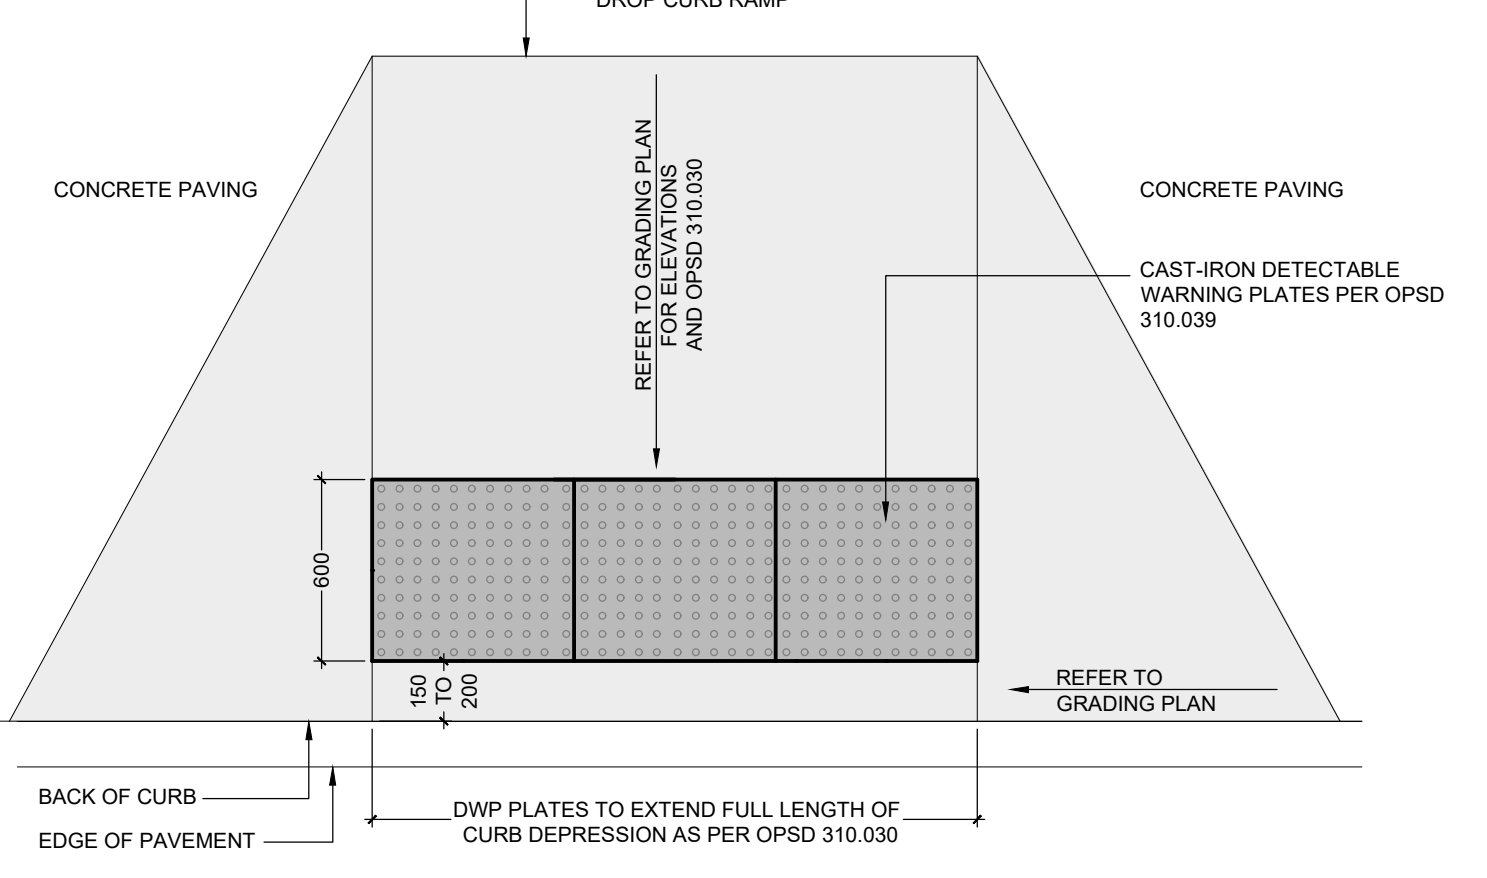 DROP CURB RAMP
CONCRETE PAVING
REFER TO GRADING PLAN
FOR ELEVATIONS
AND OPSD 310.030
CONCRETE PAVING
CAST-IRON DETECTABLE
WARNING PLATES PER OPSD
310.039
600
150
TO
200
REFER TO
GRADING PLAN
BACK OF CURB
EDGE OF PAVEMENT
DWP PLATES TO EXTEND FULL LENGTH OF
CURB DEPRESSION AS PER OPSD 310.030